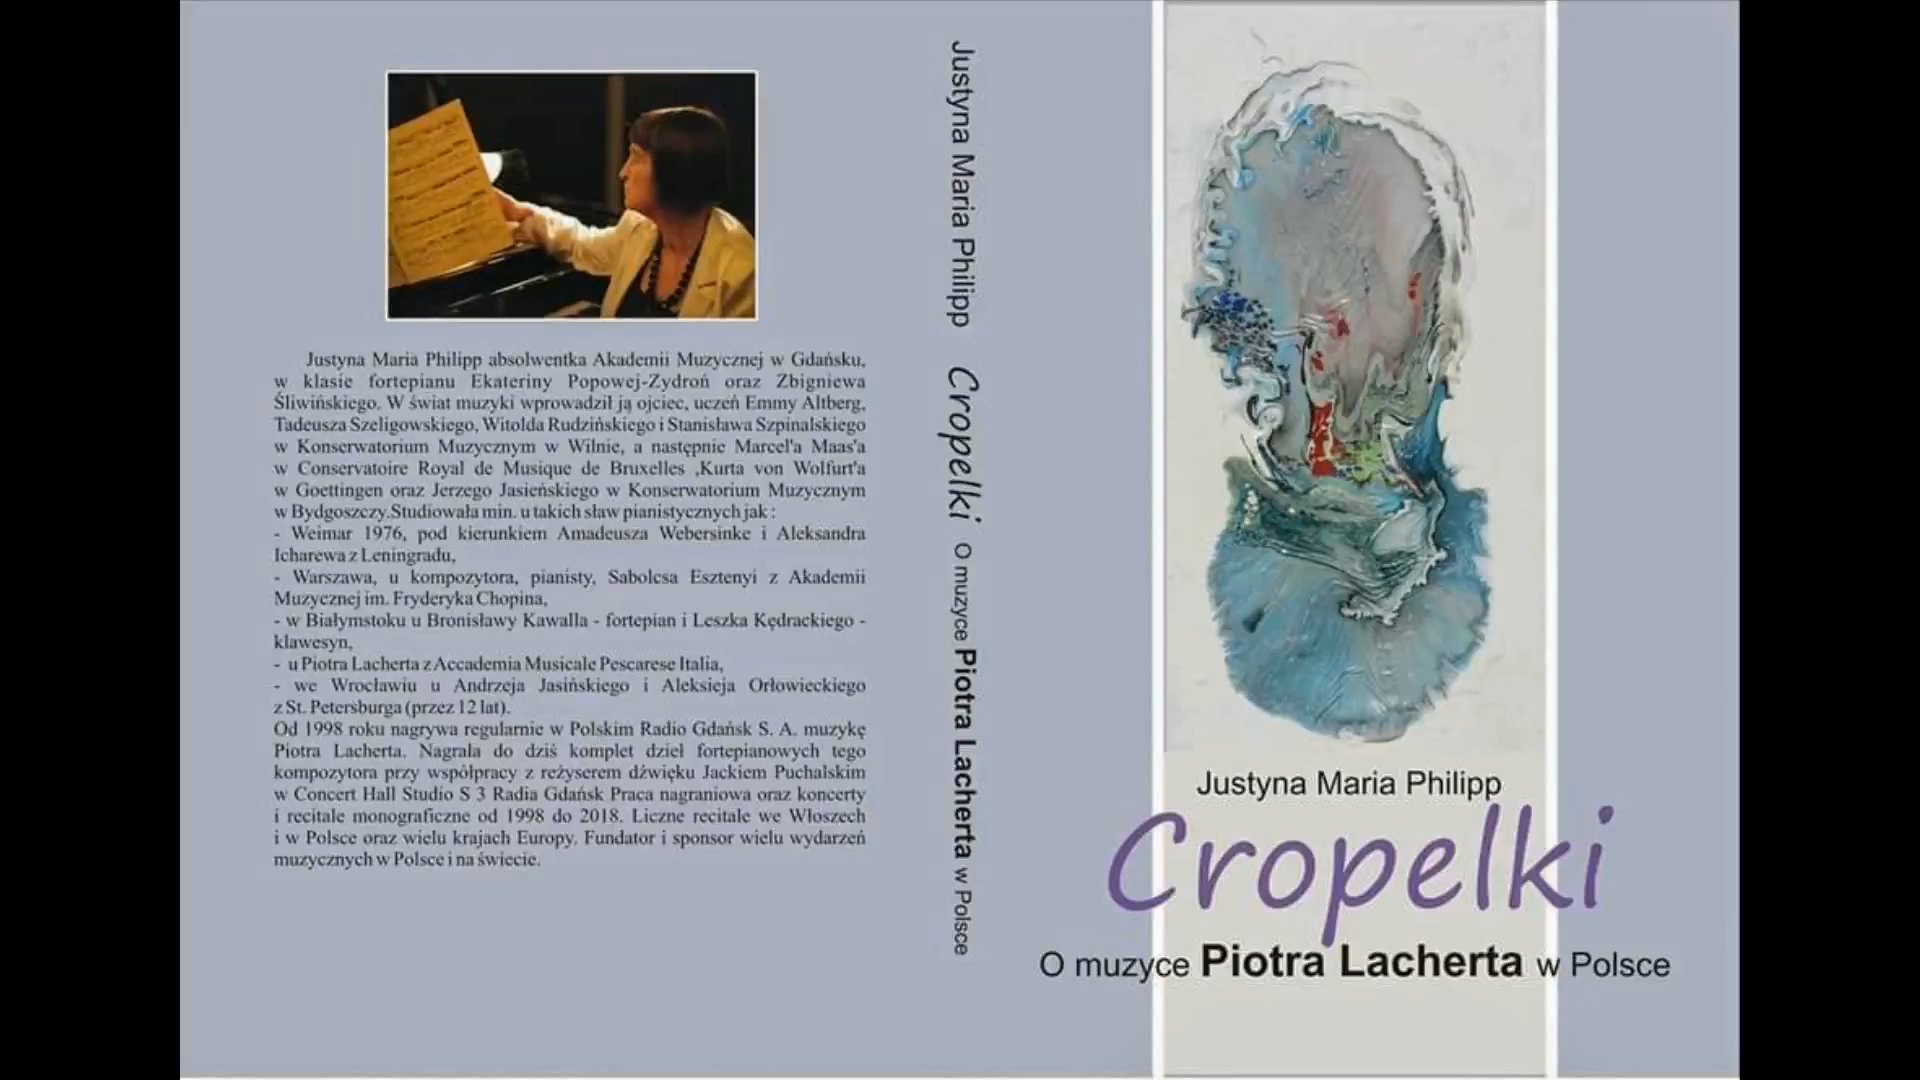 Justyna Maria Philipp absolwentka Akademii Muzycznej w Gdańsku,
w klasie fortepianu Ekateriny Popowej-Zydroń oraz Zbigniewa
Śliwińskiego. W świat muzyki wprowadził ją ojciec, uczeń Emmy Altberg,
Tadeusza Szeligowskiego, Witolda Rudzińskiego i Stanisława Szpinalskiego
w Konserwatorium Muzycznym w Wilnie, a następnie Marcel'a Maas'a
w Conservatoire Royal de Musique de Bruxelles ,Kurta von Wolfurt'a
w Goettingen oraz Jerzego Jasieńskiego w Konserwatorium Muzycznym
w Bydgoszczy.Studiowała min. u takich sław pianistycznych jak :
- Weimar 1976, pod kierunkiem Amadeusza Webersinke i Aleksandra
Icharewa z Leningradu,
- Warszawa, u kompozytora, pianisty, Sabolcsa Esztenyi z Akademii
Muzycznej im. Fryderyka Chopina,
- w Białymstoku u Bronisławy Kawalla - fortepian i Leszka Kędrackiego -
klawesyn,
- u Piotra Lacherta z Accademia Musicale Pescarese Italia,
- we Wrocławiu u Andrzeja Jasińskiego i Aleksieja Orłowieckiego
z St. Petersburga (przez 12 lat).
Od 1998 roku nagrywa regularnie w Polskim Radio Gdańsk S. A. muzykę
Piotra Lacherta. Nagrała do dziś komplet dzieł fortepianowych tego
kompozytora przy współpracy z reżyserem dźwięku Jackiem Puchalskim
w Concert Hall Studio S 3 Radia Gdańsk Praca nagraniowa oraz koncerty
i recitale monograficzne od 1998 do 2018. Liczne recitale we Włoszech
i w Polsce oraz wielu krajach Europy. Fundator i sponsor wielu wydarzeń
muzycznych w Polsce i na świecie.
Justyna Maria Philipp Cropelki O muzyce Piotra Lacherta w Polsce
Justyna Maria Philipp
Cropelki
O muzyce Piotra Lacherta w Polsce